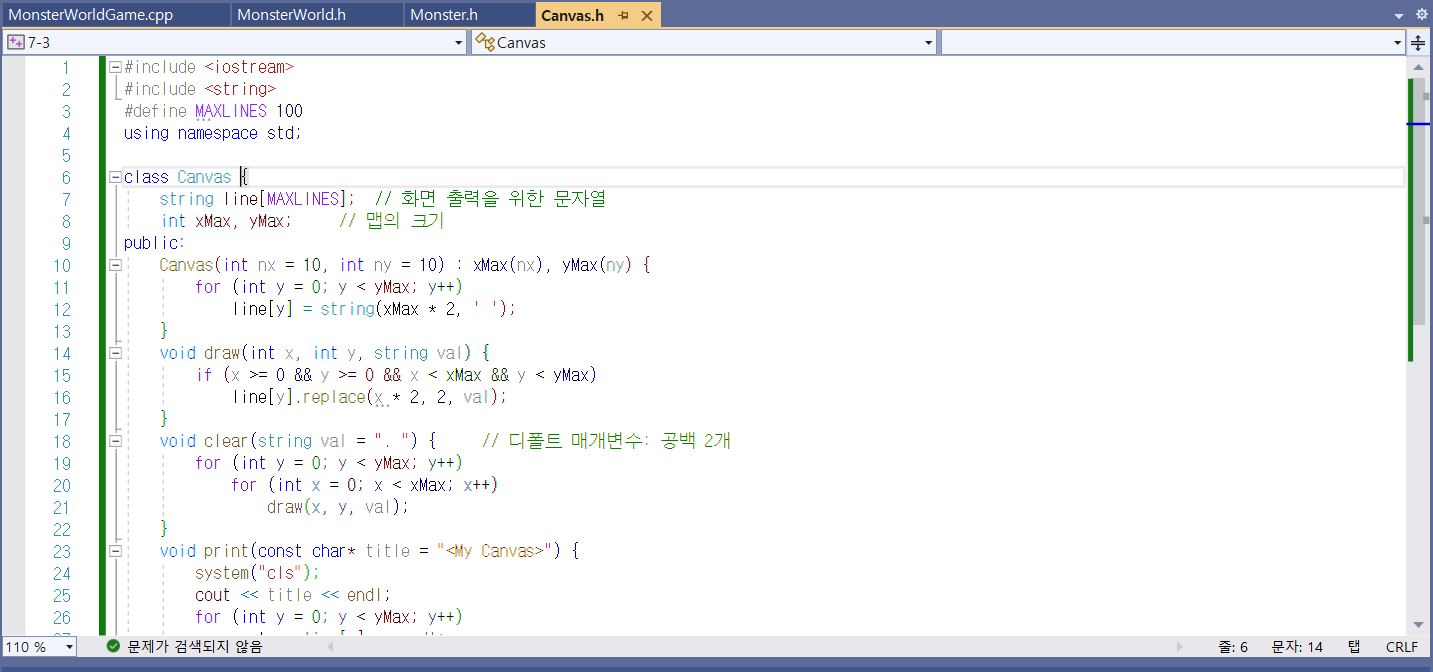 MonsterWorldGame.cpp MonsterWorld.h Monster.h Canvas.h
7-3 Canvas
1 #include <iostream>
2 #include <string>
3 #define MAXLINES 100
4 using namespace std;
5
6 class Canvas {
7 string line[MAXLINES]; // 화면 출력을 위한 문자열
8 int xMax, yMax; // 맵의 크기
9 public:
10 Canvas(int nx = 10, int ny = 10) : xMax(nx), yMax(ny) {
11 for (int y = 0; y < yMax; y++)
12 line[y] = string(xMax * 2, ' ');
13 }
14 void draw(int x, int y, string val) {
15 if (x >= 0 && y >= 0 && x < xMax && y < yMax)
16 line[y].replace(x * 2, 2, val);
17 }
18 void clear(string val = ". ") { // 디폴트 매개변수: 공백 2개
19 for (int y = 0; y < yMax; y++)
20 for (int x = 0; x < xMax; x++)
21 draw(x, y, val);
22 }
23 void print(const char* title = "<My Canvas>") {
24 system("cls");
25 cout << title << endl;
26 for (int y = 0; y < yMax; y++)
110 % 문제가 검색되지 않음 줄: 6 문자: 14 탭 CRLF